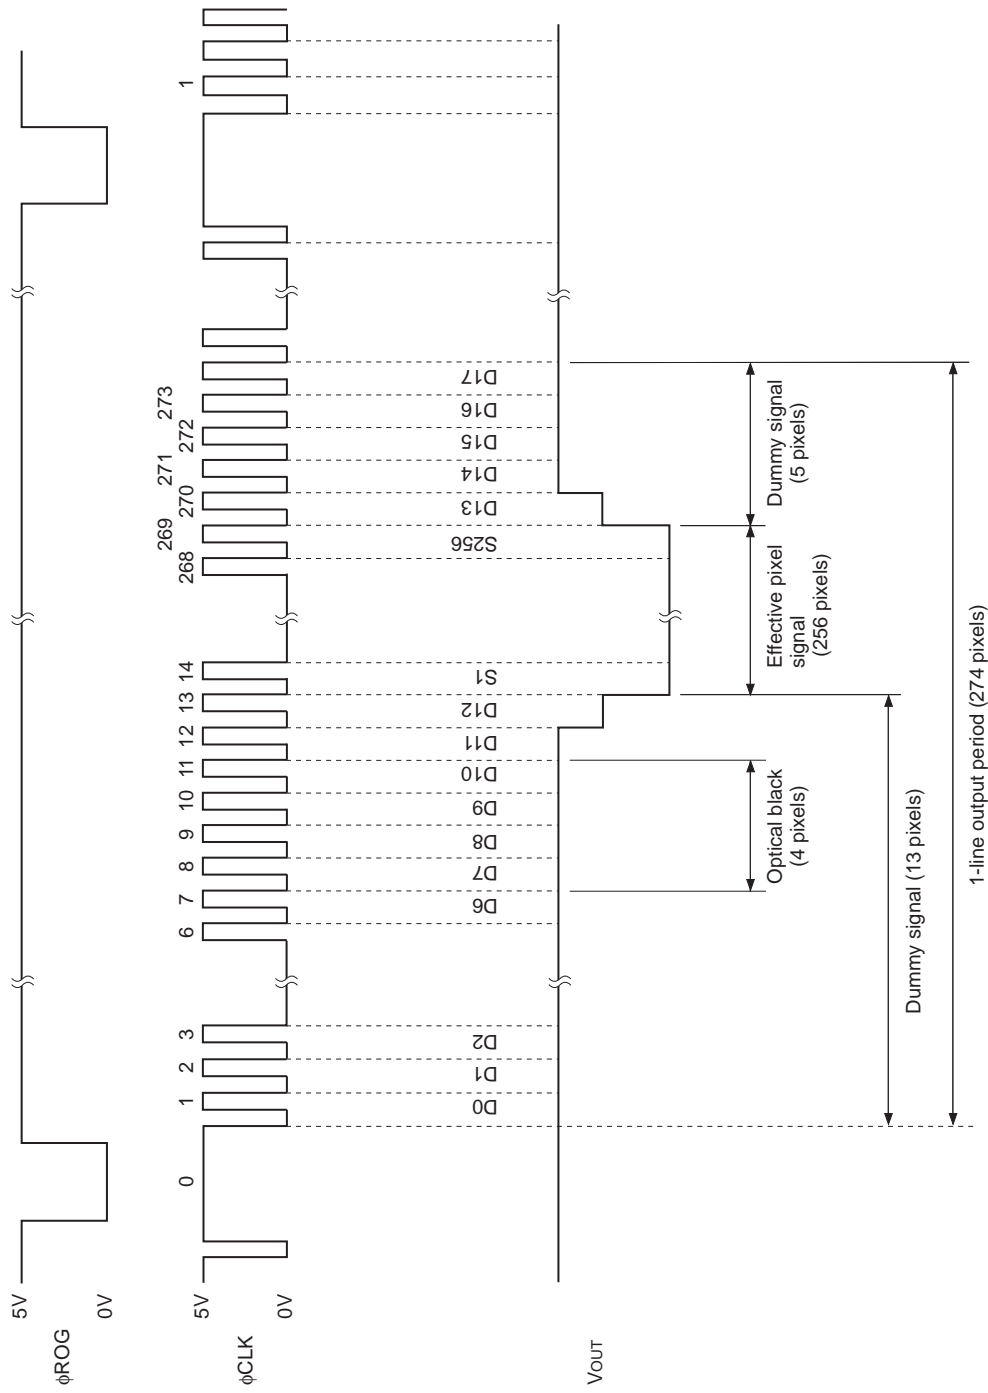 5V
φROG
0V
1
5V
φCLK
0V
0
1
2
3
6
7
8
9
10
11
12
13
14
268
269
270
271
272
273
D0
D1
D2
D6
D7
D8
D9
D10
D11
D12
S1
S256
D13
D14
D15
D16
D17
VOUT
Optical black
(4 pixels)
Effective pixel
signal
(256 pixels)
Dummy signal
(5 pixels)
Dummy signal (13 pixels)
1-line output period (274 pixels)